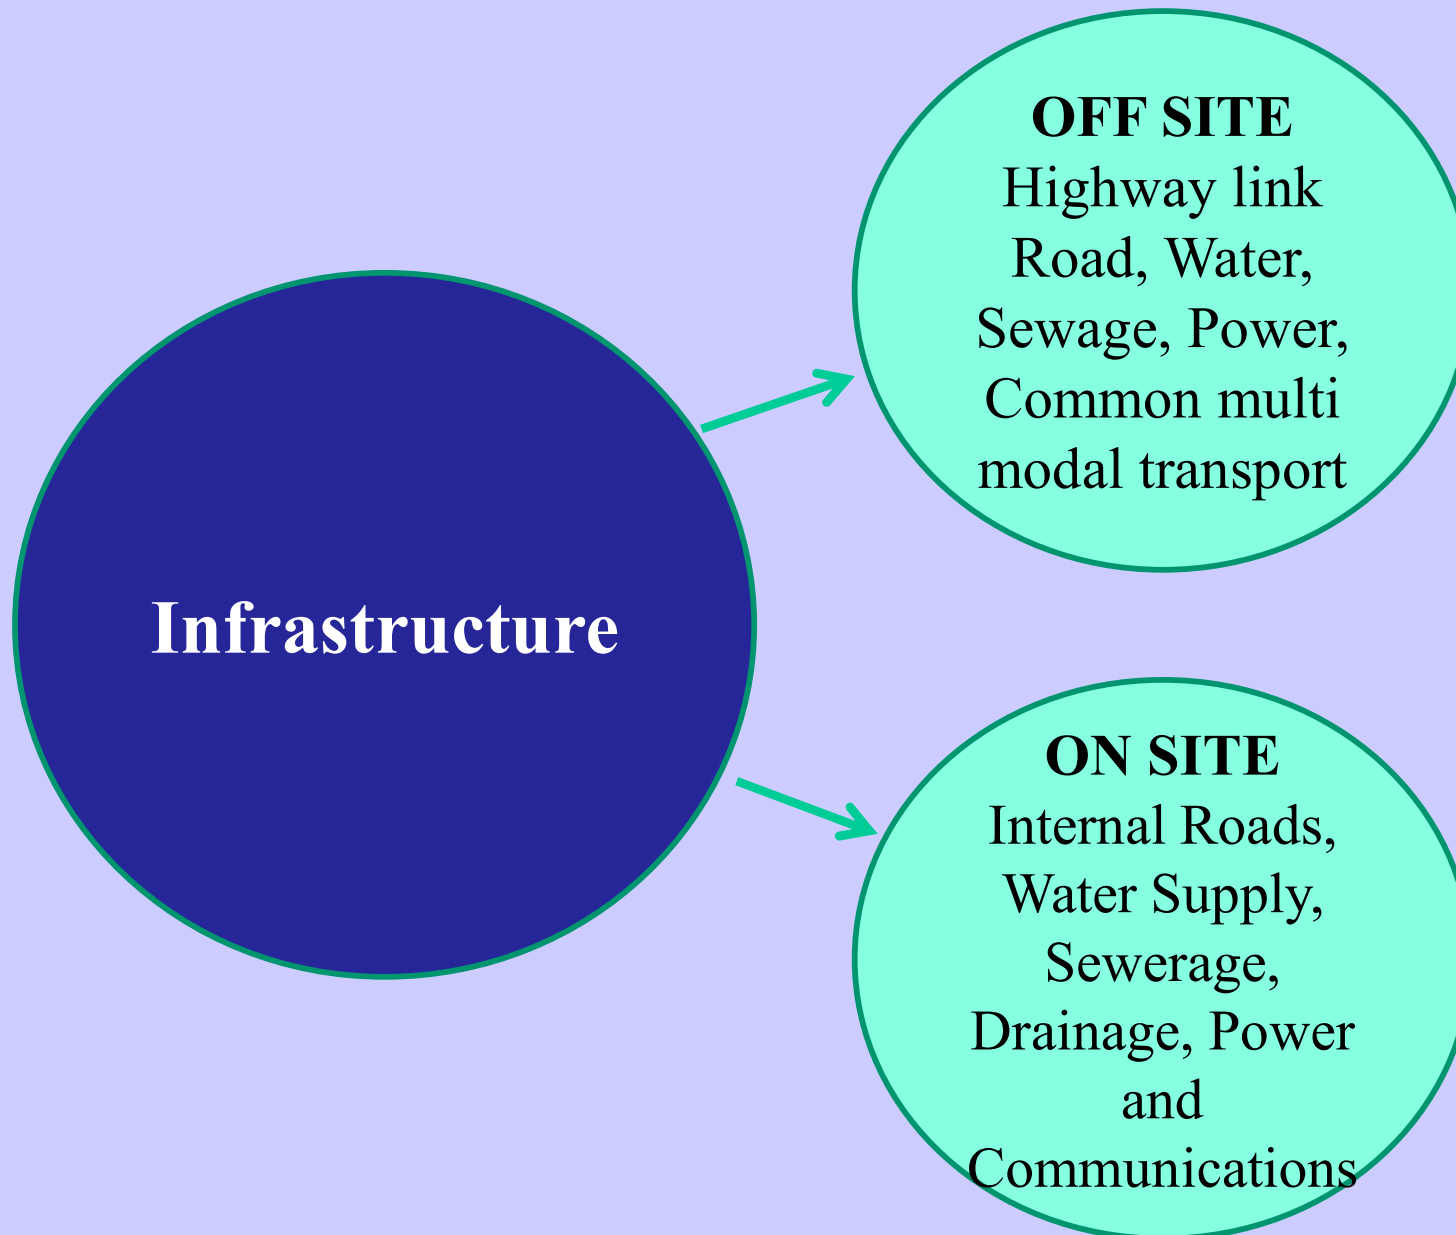 Infrastructure
OFF SITE
Highway link
Road, Water,
Sewage, Power,
Common multi
modal transport
ON SITE
Internal Roads,
Water Supply,
Sewerage,
Drainage, Power
and
Communications